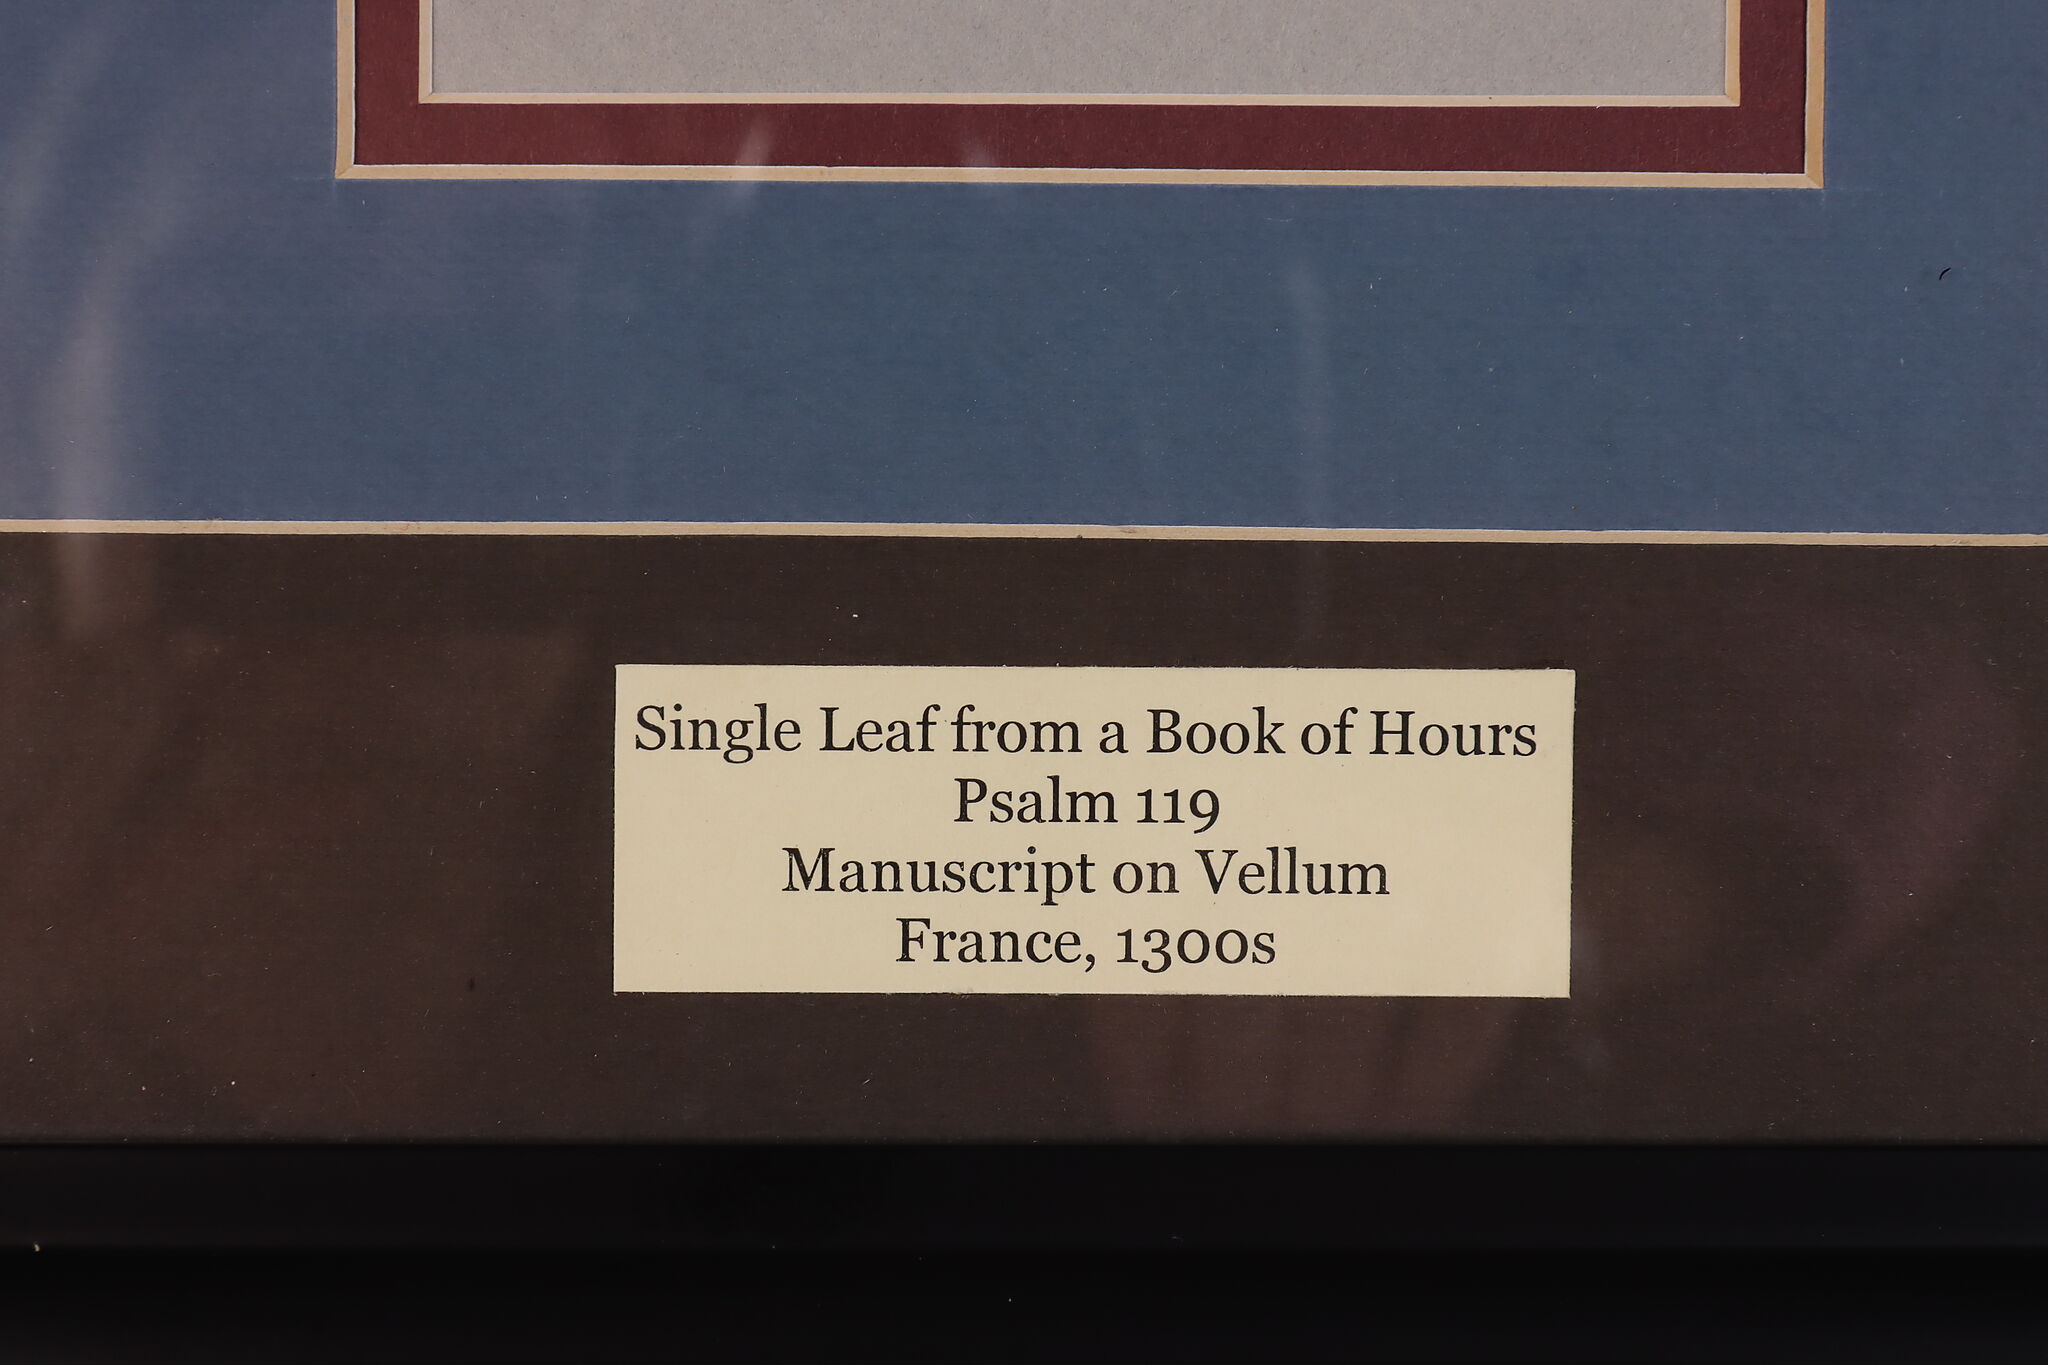 Single Leaf from a Book of Hours
Psalm 119
Manuscript on Vellum
France, 1300s